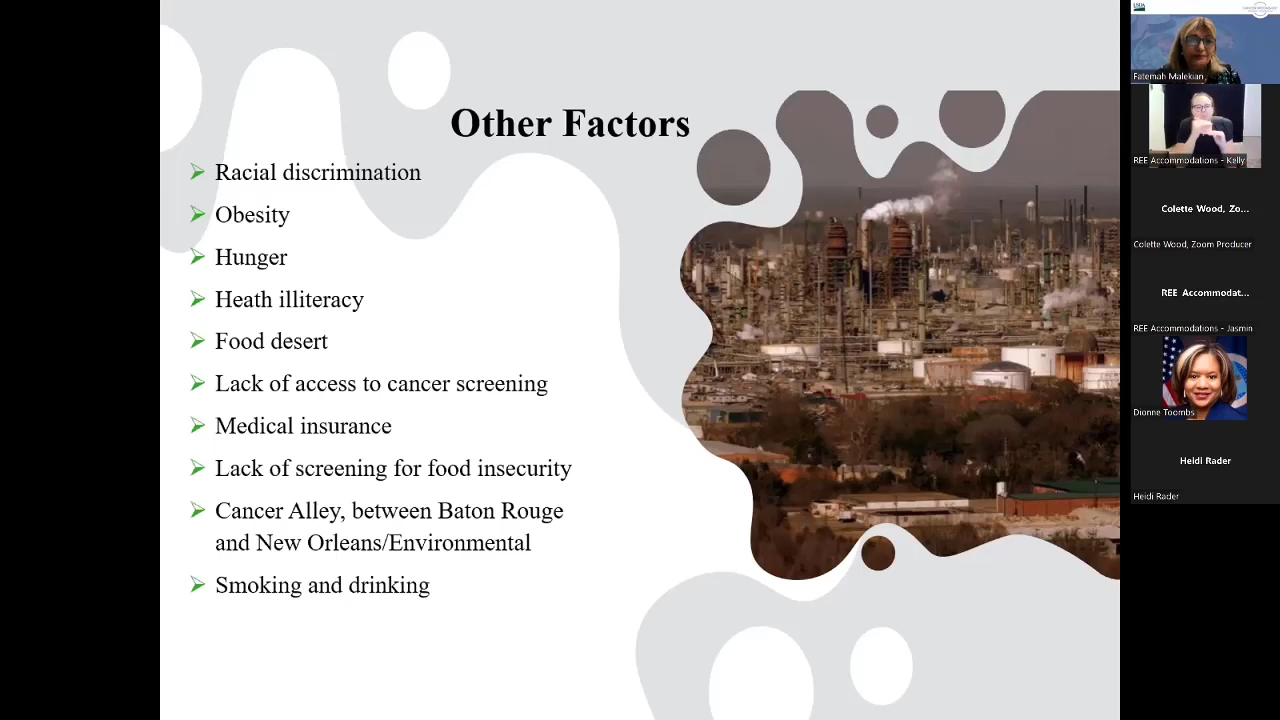 Other Factors
Racial discrimination
Obesity
Hunger
Heath illiteracy
Food desert
Lack of access to cancer screening
Medical insurance
Lack of screening for food insecurity
Cancer Alley, between Baton Rouge
and New Orleans/Environmental
Smoking and drinking
USDA
Fatemah Malekian
REE Accommodations - Kelly
Colette Wood, Zo...
Colette Wood, Zoom Producer
REE Accommodat...
REE Accommodations - Jasmin
Dionne Toombs
Heidi Rader
Heidi Rader